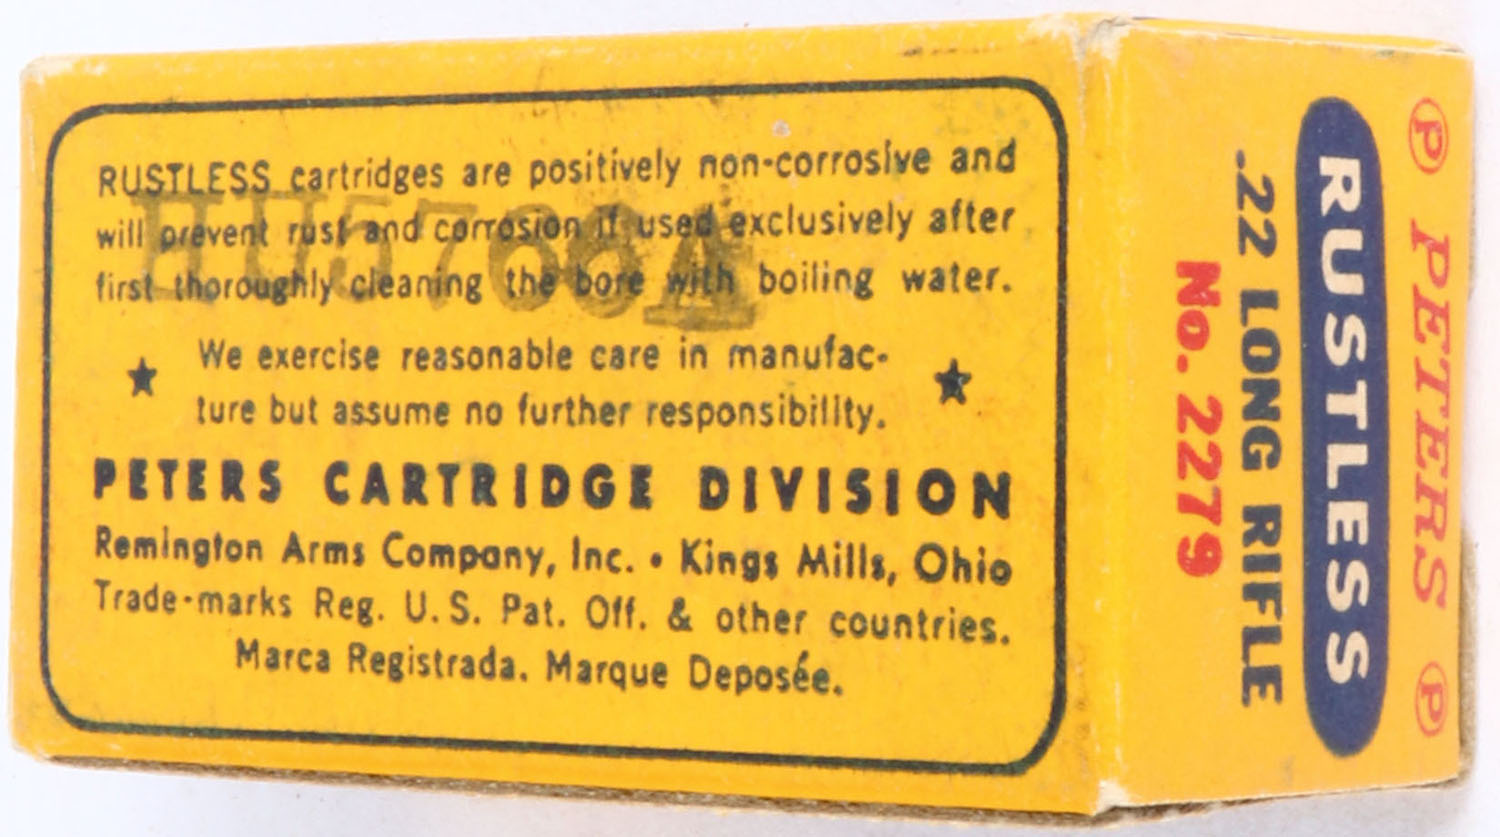 RUSTLESS cartridges are positively non-corrosive and
will prevent rust and corrosion if used exclusively after
first thoroughly cleaning the bore with boiling water.
We exercise reasonable care in manufac-
ture but assume no further responsibility.
PETERS CARTRIDGE DIVISION
Remington Arms Company, Inc. • Kings Mills, Ohio
Trade-marks Reg. U.S. Pat. Off. & other countries.
Marca Registrada. Marque Deposée.
P PETERS P
RUSTLESS
.22 LONG RIFLE
No. 2279